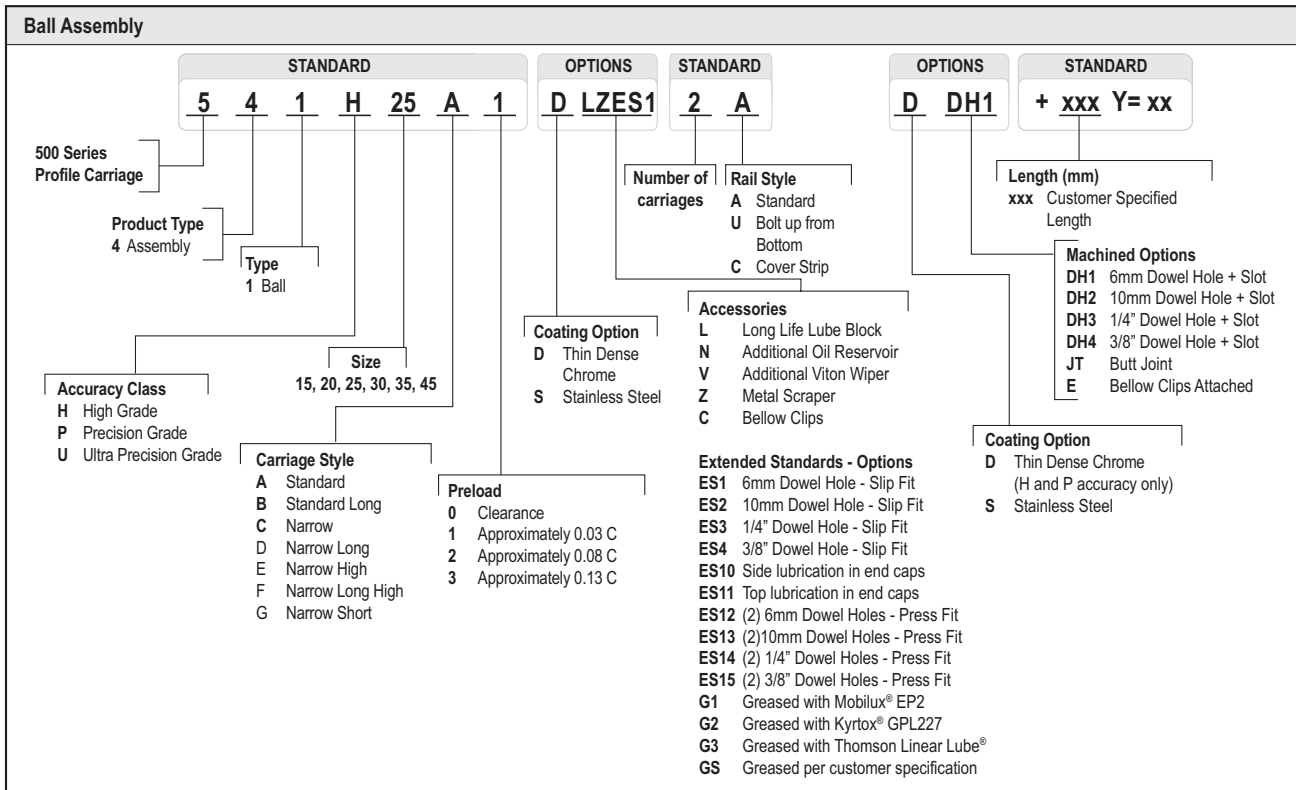 Ball Assembly
STANDARD OPTIONS STANDARD OPTIONS STANDARD
5 4 1 H 25 A 1 D LZES1 2 A D DH1 + xxx Y= xx
500 Series
Profile Carriage
Product Type
4 Assembly
Type
1 Ball
Accuracy Class
H High Grade
P Precision Grade
U Ultra Precision Grade
Size
15, 20, 25, 30, 35, 45
Carriage Style
A Standard
B Standard Long
C Narrow
D Narrow Long
E Narrow High
F Narrow Long High
G Narrow Short
Preload
0 Clearance
1 Approximately 0.03 C
2 Approximately 0.08 C
3 Approximately 0.13 C
Coating Option
D Thin Dense
Chrome
S Stainless Steel
Number of
carriages
Rail Style
A Standard
U Bolt up from
Bottom
C Cover Strip
Accessories
L Long Life Lube Block
N Additional Oil Reservoir
V Additional Viton Wiper
Z Metal Scraper
C Bellow Clips
Extended Standards - Options
ES1 6mm Dowel Hole - Slip Fit
ES2 10mm Dowel Hole - Slip Fit
ES3 1/4” Dowel Hole - Slip Fit
ES4 3/8” Dowel Hole - Slip Fit
ES10 Side lubrication in end caps
ES11 Top lubrication in end caps
ES12 (2) 6mm Dowel Holes - Press Fit
ES13 (2)10mm Dowel Holes - Press Fit
ES14 (2) 1/4” Dowel Holes - Press Fit
ES15 (2) 3/8” Dowel Holes - Press Fit
G1 Greased with Mobilux® EP2
G2 Greased with Kyrtox® GPL227
G3 Greased with Thomson Linear Lube®
GS Greased per customer specification
Length (mm)
xxx Customer Specified
Length
Machined Options
DH1 6mm Dowel Hole + Slot
DH2 10mm Dowel Hole + Slot
DH3 1/4” Dowel Hole + Slot
DH4 3/8” Dowel Hole + Slot
JT Butt Joint
E Bellow Clips Attached
Coating Option
D Thin Dense Chrome
(H and P accuracy only)
S Stainless Steel